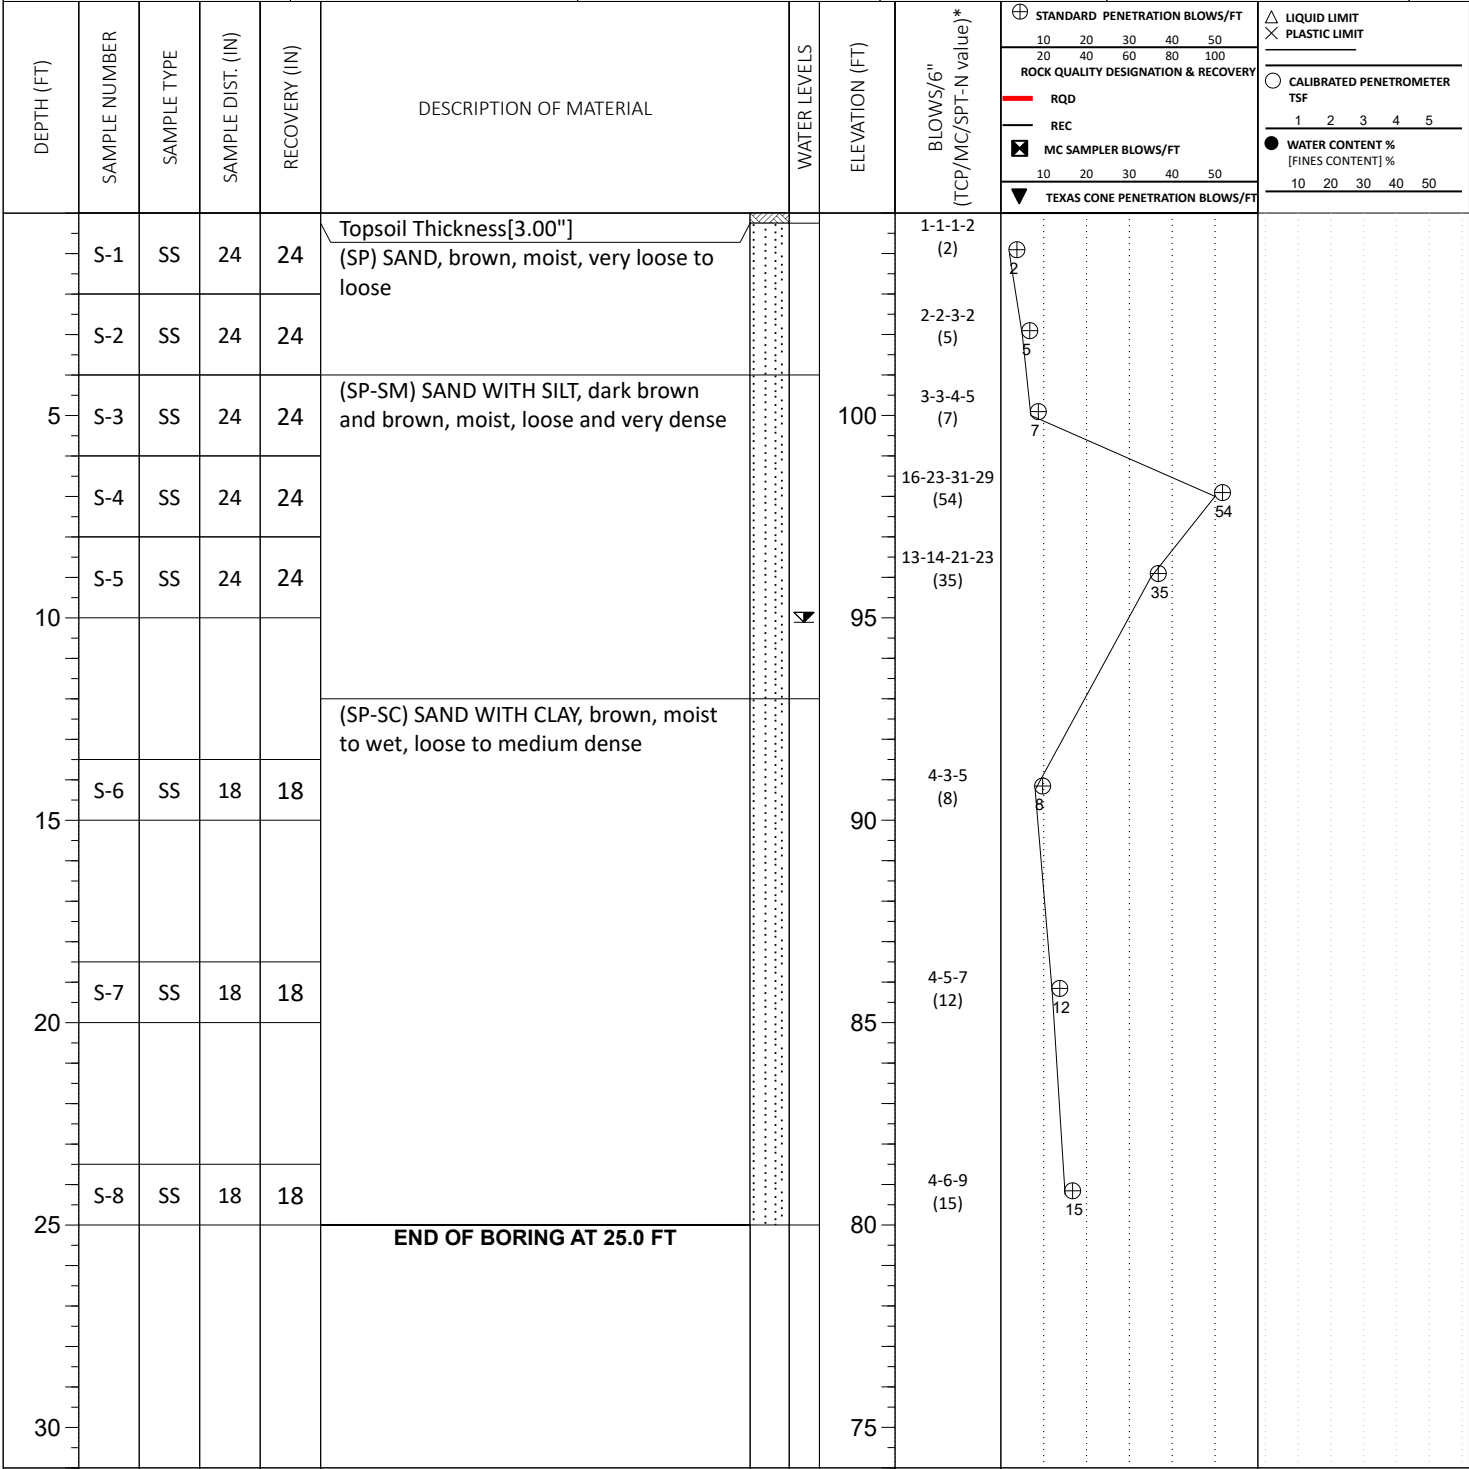 DEPTH (FT)
SAMPLE NUMBER
SAMPLE TYPE
SAMPLE DIST. (IN)
RECOVERY (IN)
DESCRIPTION OF MATERIAL
WATER LEVELS
ELEVATION (FT)
BLOWS/6"
(TCP/MC/SPT-N value)*
STANDARD PENETRATION BLOWS/FT
10 20 30 40 50
20 40 60 80 100
ROCK QUALITY DESIGNATION & RECOVERY
RQD
REC
MC SAMPLER BLOWS/FT
10 20 30 40 50
TEXAS CONE PENETRATION BLOWS/FT
LIQUID LIMIT
PLASTIC LIMIT
CALIBRATED PENETROMETER
TSF
1 2 3 4 5
WATER CONTENT %
[FINES CONTENT] %
10 20 30 40 50
Topsoil Thickness[3.00"]
1-1-1-2
S-1 SS 24 24 (SP) SAND, brown, moist, very loose to (2)
loose
2
2-2-3-2
S-2 SS 24 24 (5)
5
(SP-SM) SAND WITH SILT, dark brown
3-3-4-5
5 S-3 SS 24 24 and brown, moist, loose and very dense 100 (7)
7
16-23-31-29
S-4 SS 24 24 (54)
54
13-14-21-23
S-5 SS 24 24 (35)
35
10 95
(SP-SC) SAND WITH CLAY, brown, moist
to wet, loose to medium dense
4-3-5
S-6 SS 18 18 (8)
8
15 90
4-5-7
S-7 SS 18 18 (12)
12
20 85
4-6-9
S-8 SS 18 18 (15)
15
25 80
END OF BORING AT 25.0 FT
30 75